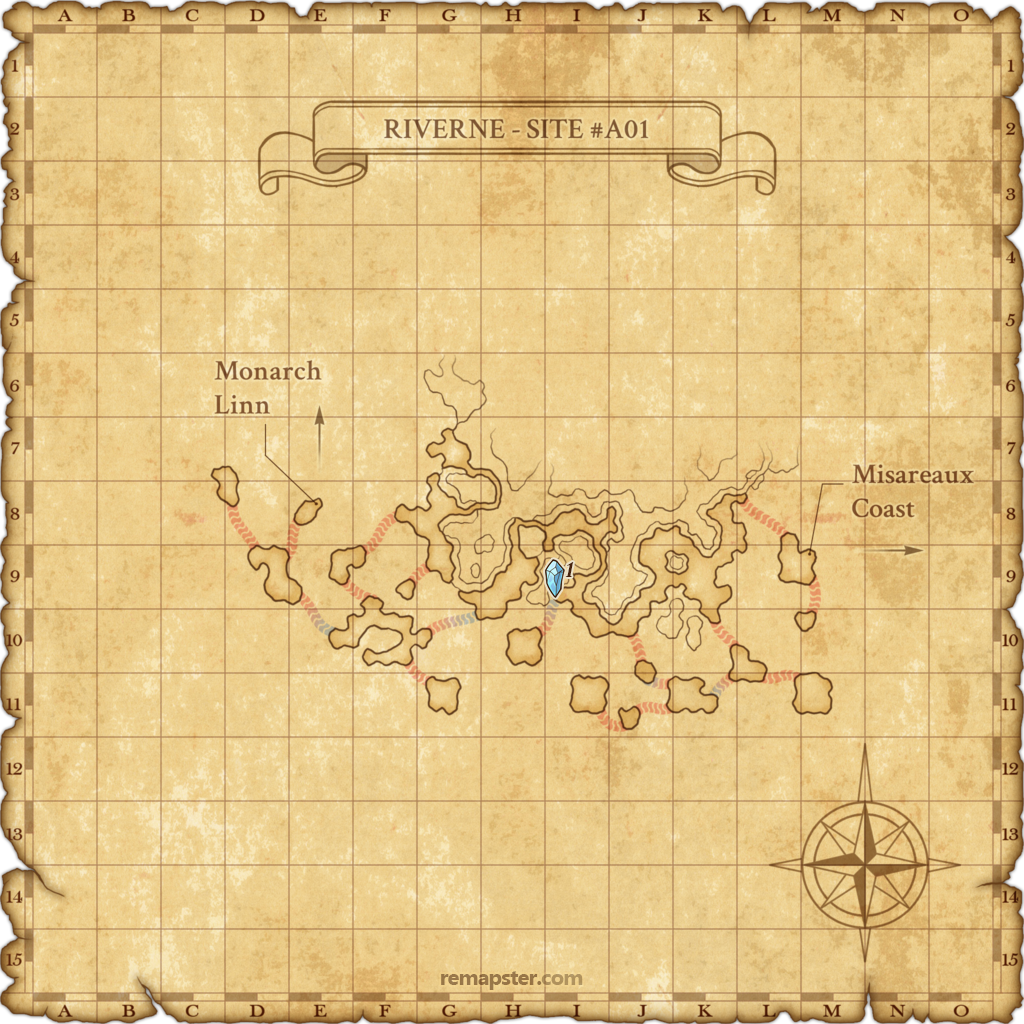 A B C D E F G H I J K L M N O
1 1
RIVERNE - SITE #A01
2 2
3 3
4 4
5 5
Monarch
Linn
6 6
7 7
Misareaux
Coast
8 8
1
9 9
10 10
11 11
12 12
13 13
14 14
15 15
remapster.com
A B C D E F G H I J K L M N O